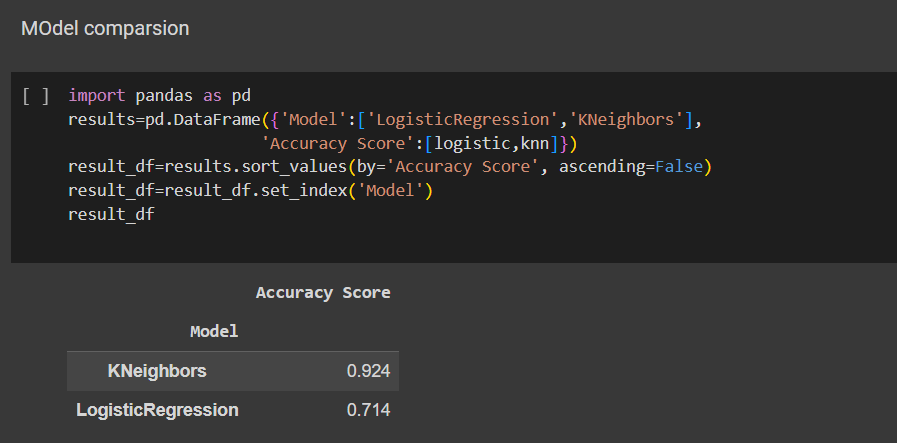 MOdel comparsion
[ ] import pandas as pd
results=pd.DataFrame({'Model':['LogisticRegression','KNeighbors'],
'Accuracy Score':[logistic,knn]})
result_df=results.sort_values(by='Accuracy Score', ascending=False)
result_df=result_df.set_index('Model')
result_df
Accuracy Score
Model
KNeighbors 0.924
LogisticRegression 0.714